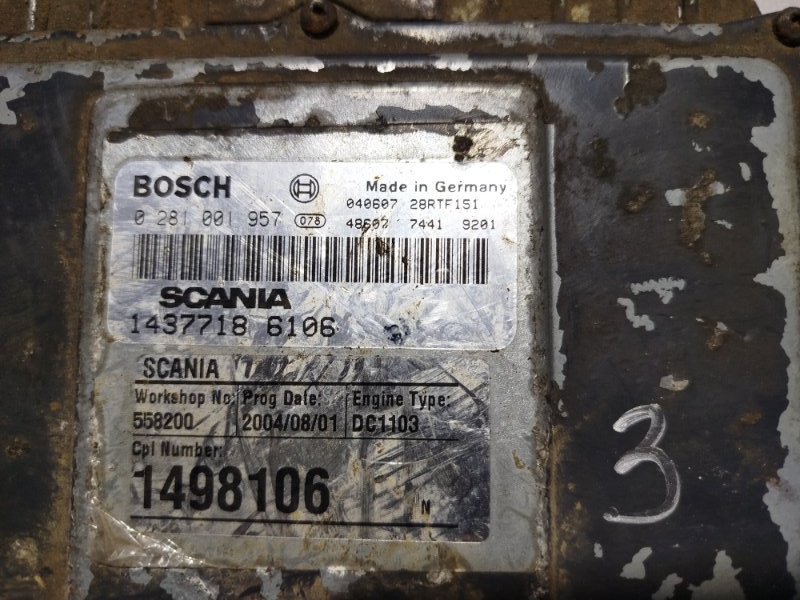 BOSCH Made in Germany
040607 28RTF151
0 281 001 957 078 7441 9201
SCANIA
1437718 6106
SCANIA
Workshop No: Prog Date: Engine Type:
558200 2004/08/01 DC1103
Cpl Number:
1498106 N
3